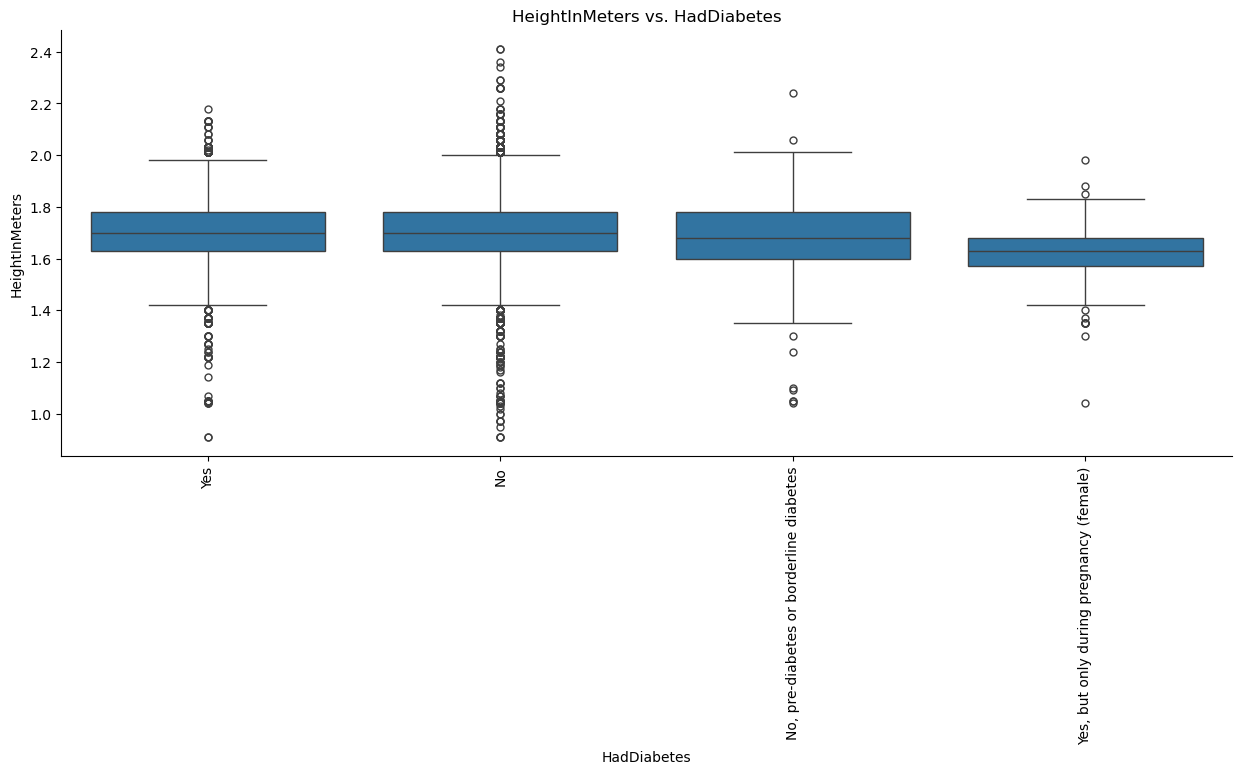 HeightInMeters vs. HadDiabetes
HeightInMeters
2.4
2.2
2.0
1.8
1.6
1.4
1.2
1.0
Yes
No
No, pre-diabetes or borderline diabetes
Yes, but only during pregnancy (female)
HadDiabetes